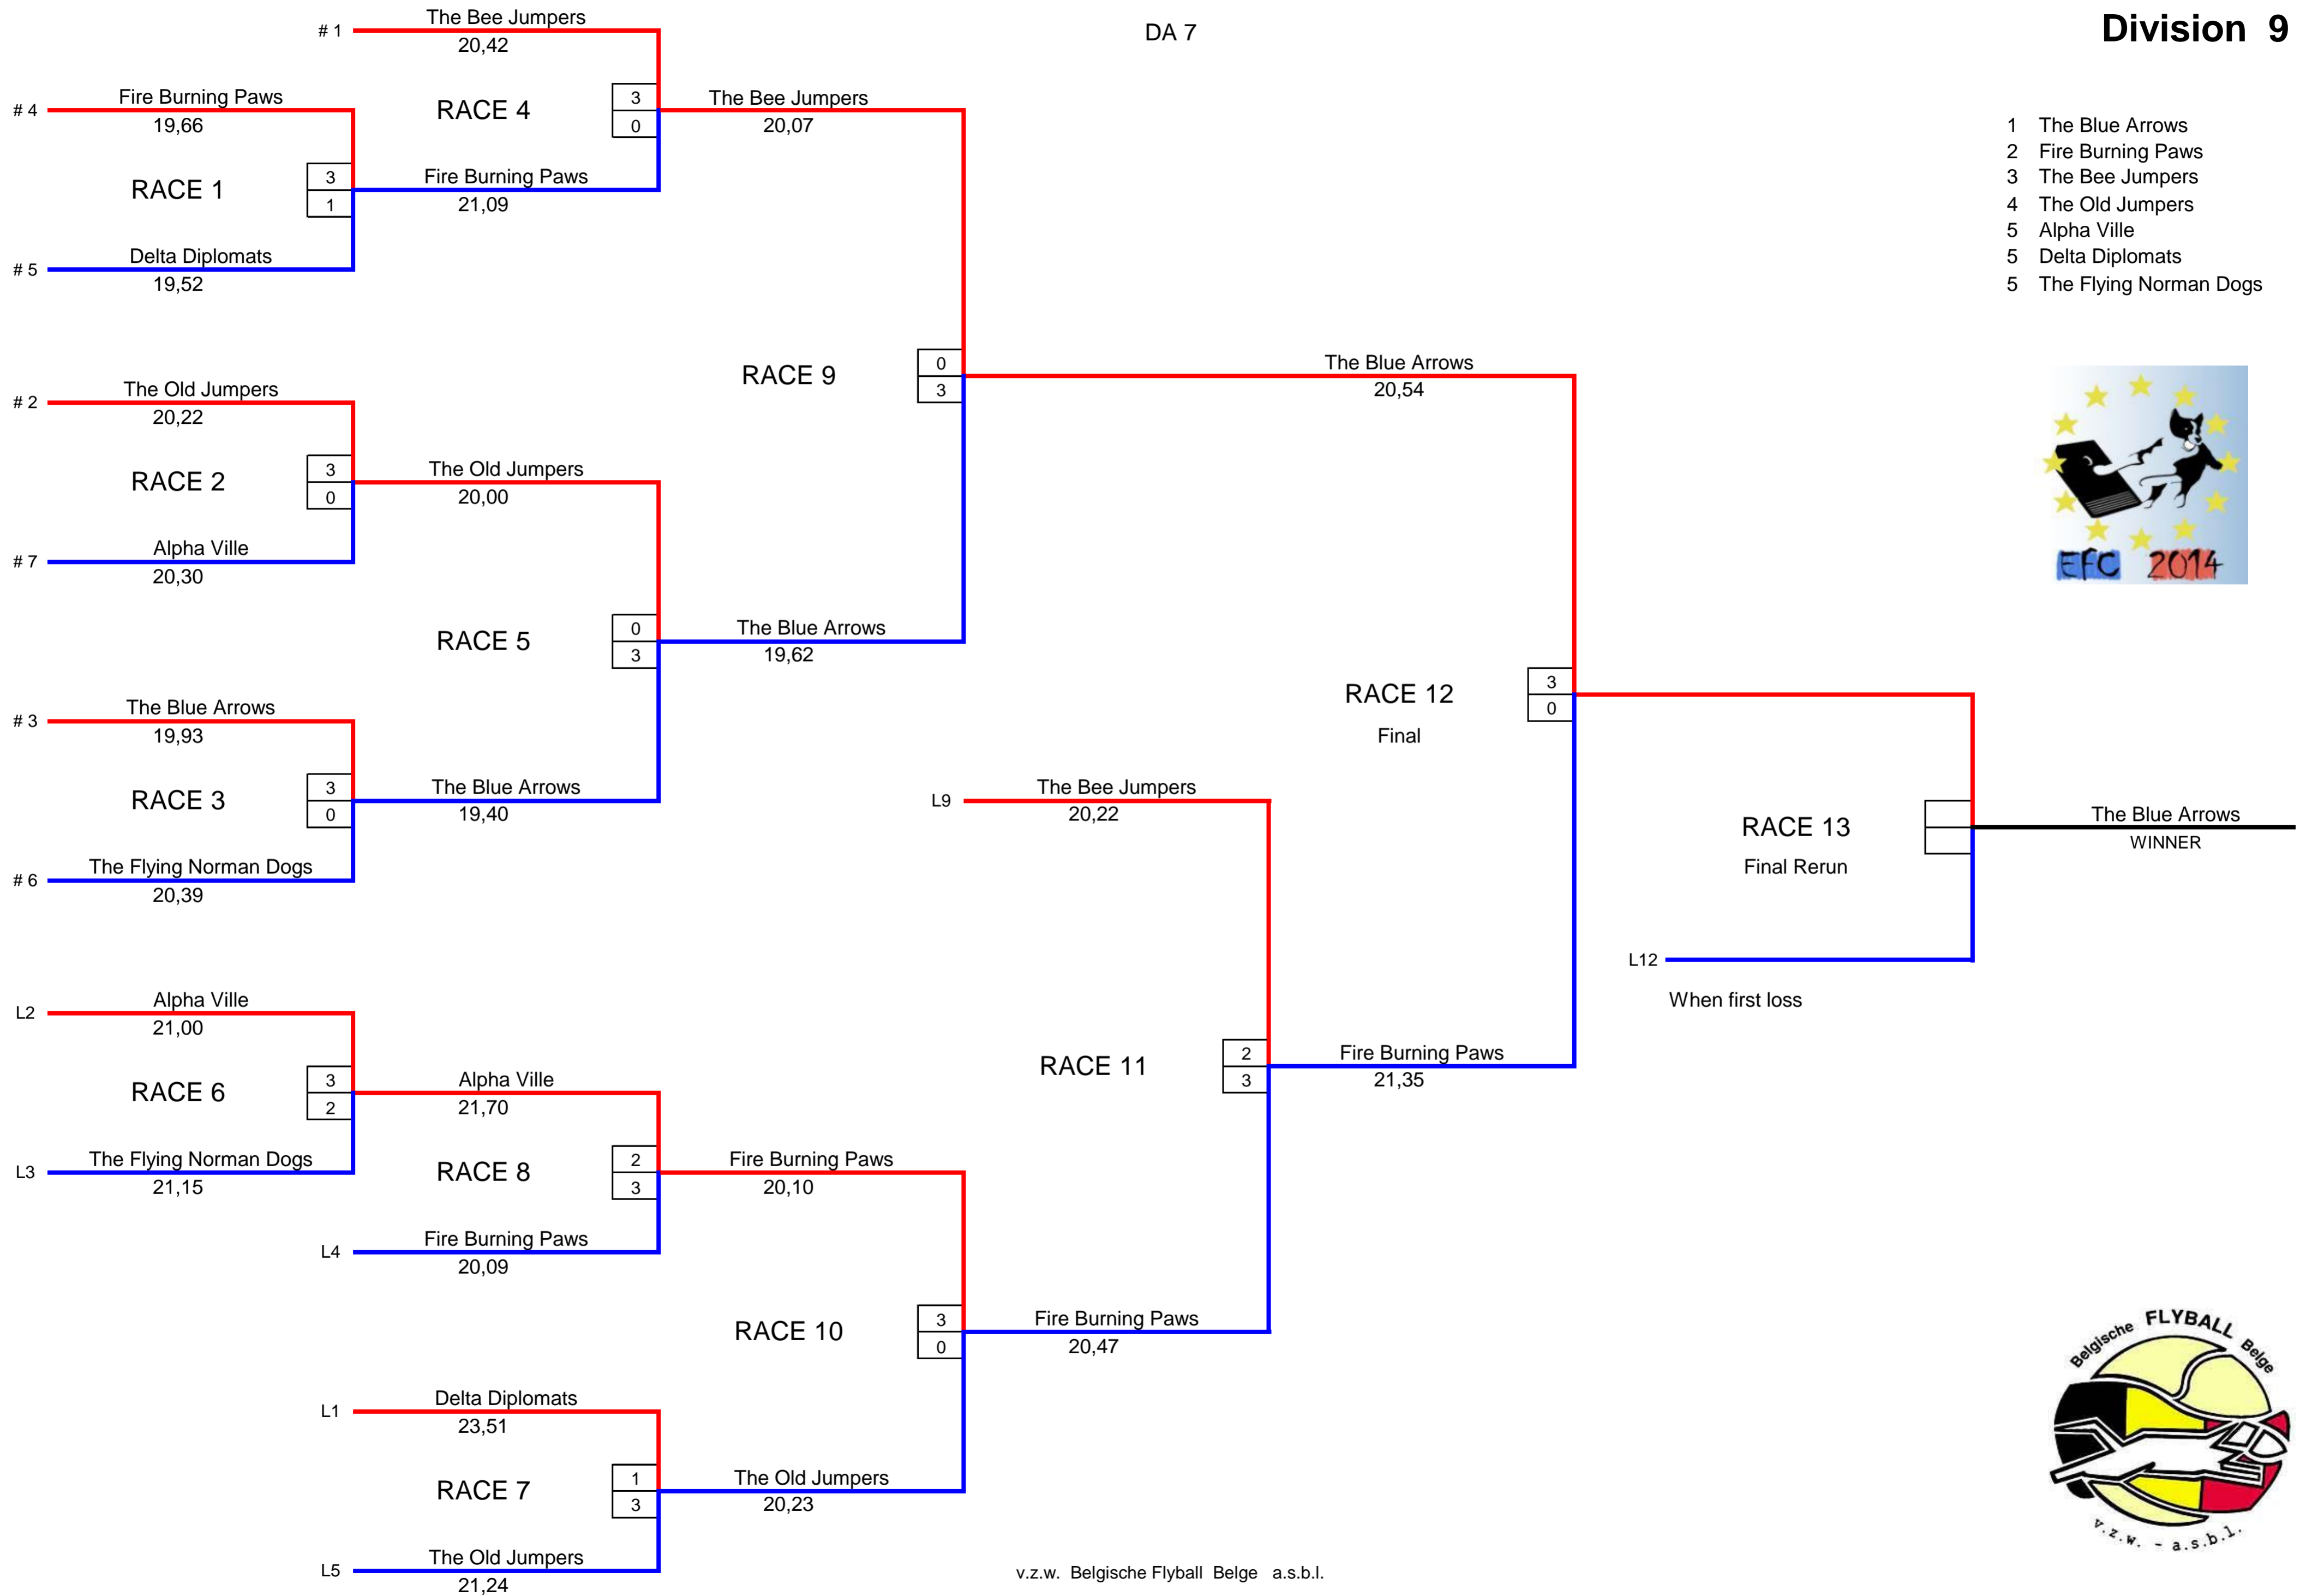 DA 7
Division 9
# 1
The Bee Jumpers
20,42
# 4
Fire Burning Paws
19,66
RACE 4
3
0
The Bee Jumpers
20,07
RACE 1
3
1
Fire Burning Paws
21,09
# 5
Delta Diplomats
19,52
1 The Blue Arrows
2 Fire Burning Paws
3 The Bee Jumpers
4 The Old Jumpers
5 Alpha Ville
5 Delta Diplomats
5 The Flying Norman Dogs
RACE 9
0
3
The Blue Arrows
20,54
# 2
The Old Jumpers
20,22
RACE 2
3
0
The Old Jumpers
20,00
# 7
Alpha Ville
20,30
EFC 2014
RACE 5
0
3
The Blue Arrows
19,62
# 3
The Blue Arrows
19,93
RACE 12
3
0
Final
RACE 3
3
0
The Blue Arrows
19,40
L9
The Bee Jumpers
20,22
RACE 13
Final Rerun
The Blue Arrows
WINNER
# 6
The Flying Norman Dogs
20,39
L12
When first loss
L2
Alpha Ville
21,00
RACE 6
3
2
Alpha Ville
21,70
RACE 11
2
3
Fire Burning Paws
21,35
L3
The Flying Norman Dogs
21,15
RACE 8
2
3
Fire Burning Paws
20,10
L4
Fire Burning Paws
20,09
RACE 10
3
0
Fire Burning Paws
20,47
L1
Delta Diplomats
23,51
RACE 7
1
3
The Old Jumpers
20,23
L5
The Old Jumpers
21,24
Belgische FLYBALL Belge
v.z.w. - a.s.b.l.
v.z.w. Belgische Flyball Belge a.s.b.l.